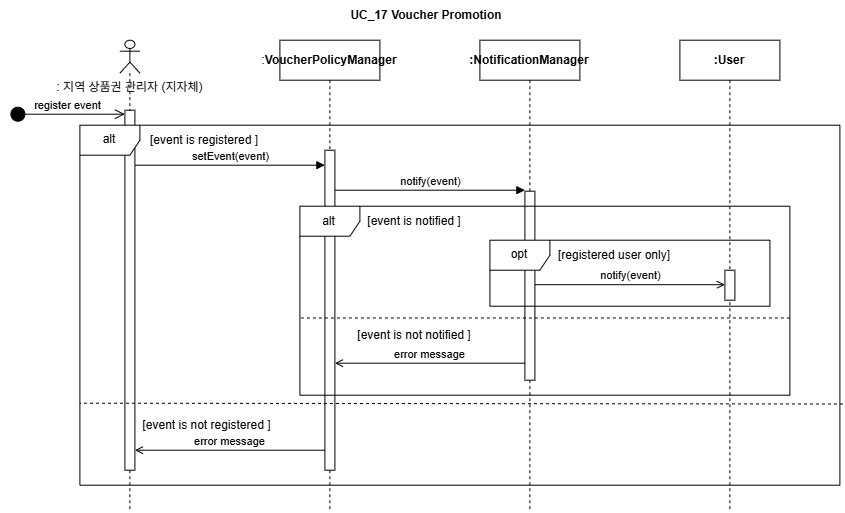 UC_17 Voucher Promotion
: 지역 상품권 관리자 (지자체)
:VoucherPolicyManager
:NotificationManager
:User
register event
alt
[event is registered ]
setEvent(event)
notify(event)
alt
[event is notified ]
opt
[registered user only]
notify(event)
[event is not notified ]
error message
[event is not registered ]
error message